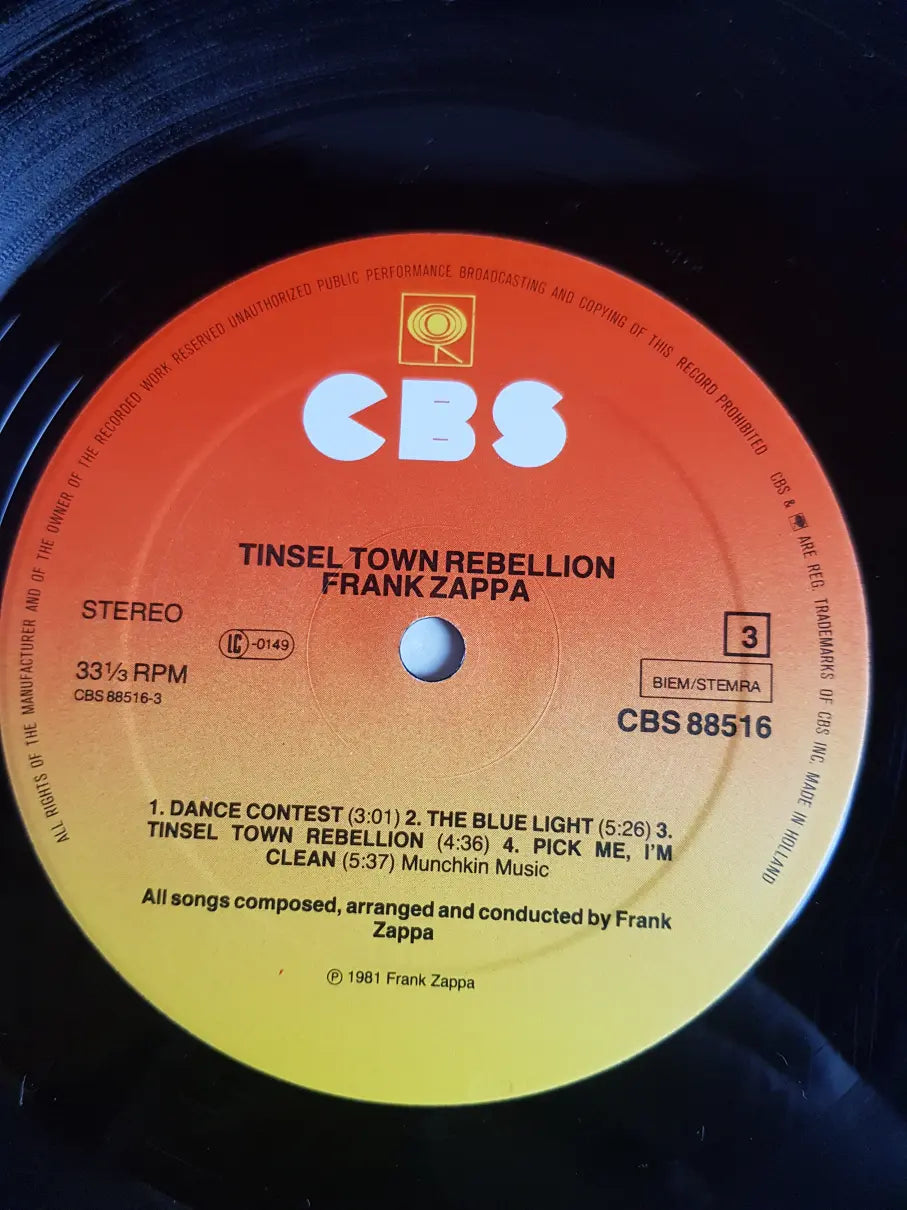 ALL RIGHTS OF THE MANUFACTURER AND OF THE OWNER OF THE RECORDED WORK RESERVED UNAUTHORIZED PUBLIC PERFORMANCE BROADCASTING AND COPYING OF THIS RECORD PROHIBITED CBS & ARE REG. TRADEMARKS OF CBS INC. MADE IN HOLLAND
CBS
TINSEL TOWN REBELLION
FRANK ZAPPA
STEREO
LC-0149
33⅓ RPM
CBS 88516-3
3
BIEM/STEMRA
CBS 88516
1. DANCE CONTEST (3:01) 2. THE BLUE LIGHT (5:26) 3.
TINSEL TOWN REBELLION (4:36) 4. PICK ME, I'M
CLEAN (5:37) Munchkin Music
All songs composed, arranged and conducted by Frank
Zappa
℗ 1981 Frank Zappa